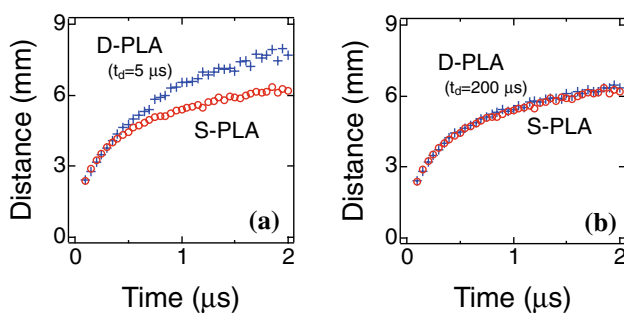 9
6
3
0
Distance (mm)
D-PLA
(td=5 μs)
S-PLA
(a)
0
1
2
Time (μs)
9
6
3
0
Distance (mm)
D-PLA
(td=200 μs)
S-PLA
(b)
0
1
2
Time (μs)